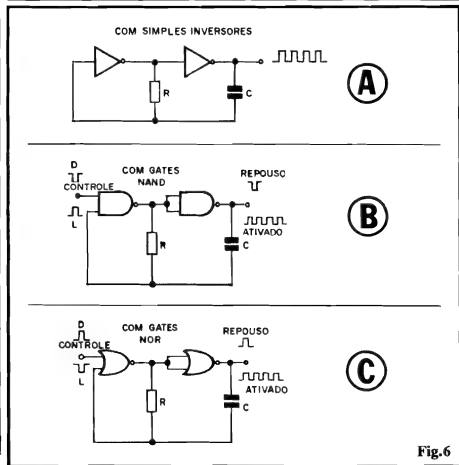 COM SIMPLES INVERSORES
R
C
A
D
COM GATES
NAND
REPOUSO
CONTROLE
L
R
ATIVADO
C
B
D
COM GATES
NOR
REPOUSO
CONTROLE
L
R
ATIVADO
C
C
Fig.6